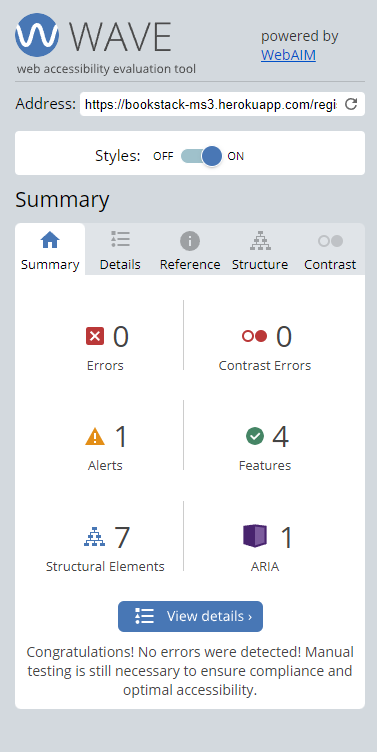 WAVE
web accessibility evaluation tool
powered by
WebAIM
Address: https://bookstack-ms3.herokuapp.com/regi
Styles: OFF ON
Summary
Summary Details Reference Structure Contrast
0 0
Errors Contrast Errors
1 4
Alerts Features
7 1
Structural Elements ARIA
View details ›
Congratulations! No errors were detected! Manual
testing is still necessary to ensure compliance and
optimal accessibility.